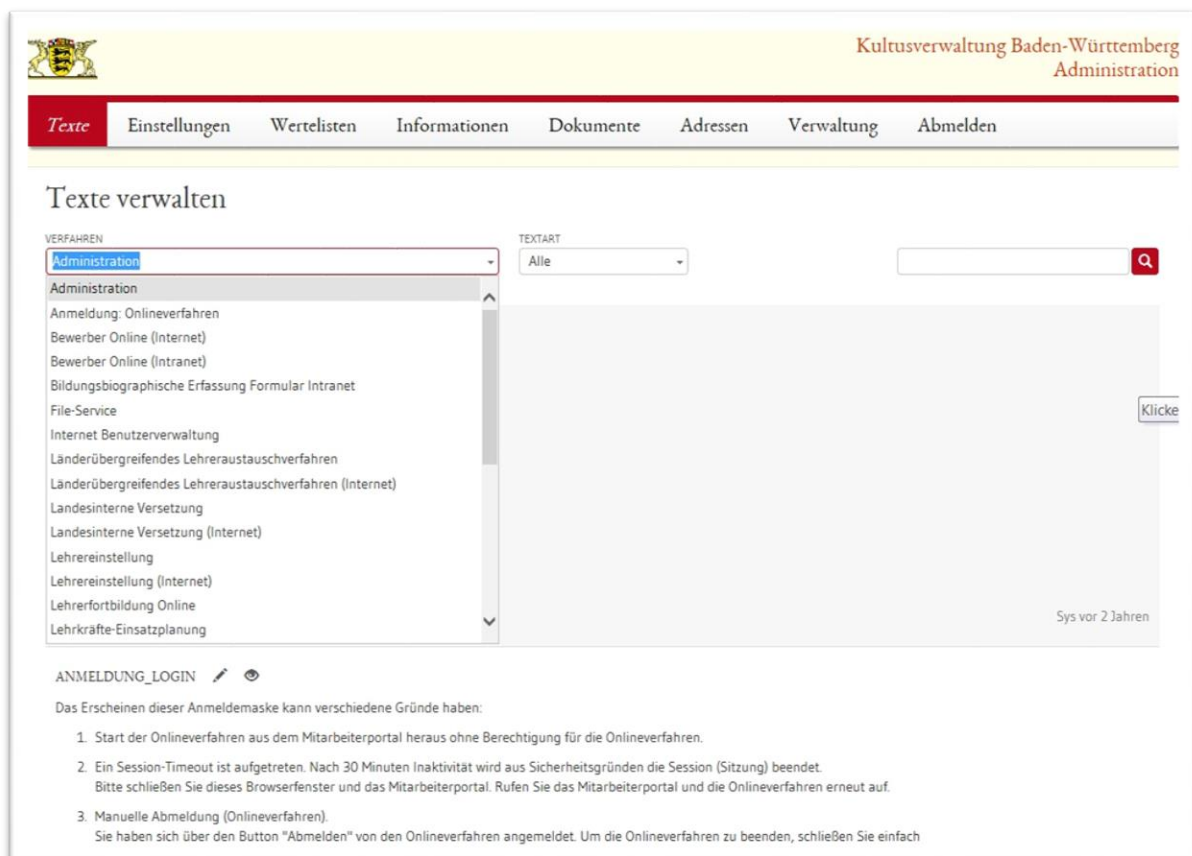 Kultusverwaltung Baden-Württemberg
Administration
Texte Einstellungen Wertelisten Informationen Dokumente Adressen Verwaltung Abmelden
Texte verwalten
VERFAHREN TEXTART
Administration Alle
Administration
Anmeldung: Onlineverfahren
Bewerber Online (Internet)
Bewerber Online (Intranet)
Bildungsbiographische Erfassung Formular Intranet
File-Service
Klicke
Internet Benutzerverwaltung
Länderübergreifendes Lehreraustauschverfahren
Länderübergreifendes Lehreraustauschverfahren (Internet)
Landesinterne Versetzung
Landesinterne Versetzung (Internet)
Lehrereinstellung
Lehrereinstellung (Internet)
Lehrerfortbildung Online
Sys vor 2 Jahren
Lehrkräfte-Einsatzplanung
ANMELDUNG_LOGIN
Das Erscheinen dieser Anmeldemaske kann verschiedene Gründe haben:
1. Start der Onlineverfahren aus dem Mitarbeiterportal heraus ohne Berechtigung für die Onlineverfahren.
2. Ein Session-Timeout ist aufgetreten. Nach 30 Minuten Inaktivität wird aus Sicherheitsgründen die Session (Sitzung) beendet.
Bitte schließen Sie dieses Browserfenster und das Mitarbeiterportal. Rufen Sie das Mitarbeiterportal und die Onlineverfahren erneut auf.
3. Manuelle Abmeldung (Onlineverfahren).
Sie haben sich über den Button "Abmelden" von den Onlineverfahren angemeldet. Um die Onlineverfahren zu beenden, schließen Sie einfach